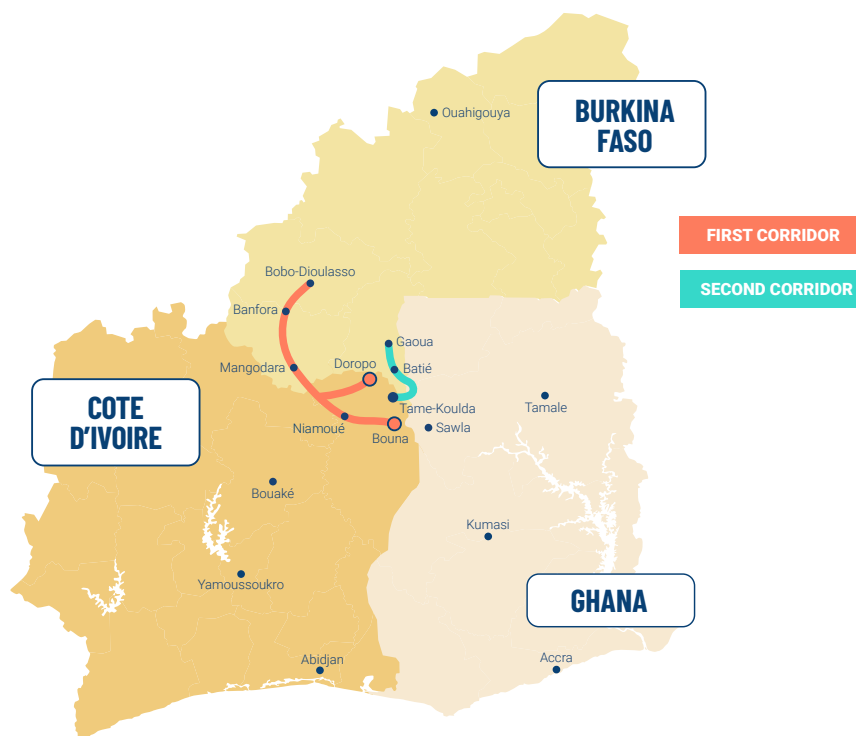 BURKINA
FASO
Ouahigouya
FIRST CORRIDOR
SECOND CORRIDOR
Bobo-Dioulasso
Banfora
Gaoua
Doropo
Batié
Mangodara
COTE
D'IVOIRE
Tame-Koulda
Tamale
Niamoué
Sawla
Bouna
Bouaké
Kumasi
Yamoussoukro
GHANA
Abidjan
Accra